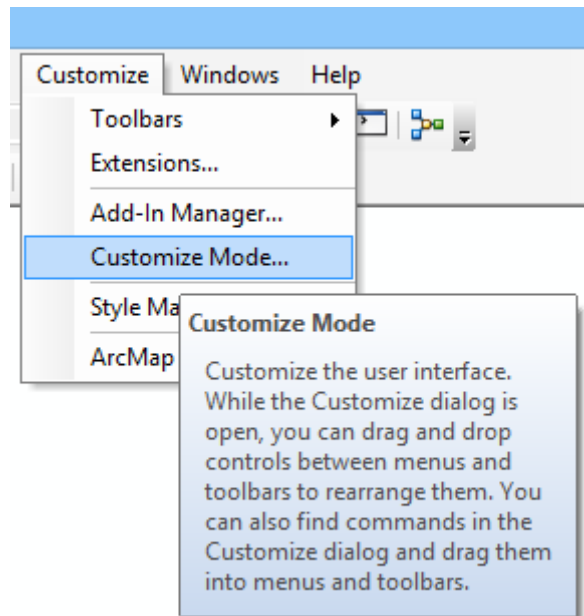 Customize Windows Help
Toolbars
Extensions...
Add-In Manager...
Customize Mode...
Style Ma
ArcMap
Customize Mode
Customize the user interface.
While the Customize dialog is
open, you can drag and drop
controls between menus and
toolbars to rearrange them. You
can also find commands in the
Customize dialog and drag them
into menus and toolbars.